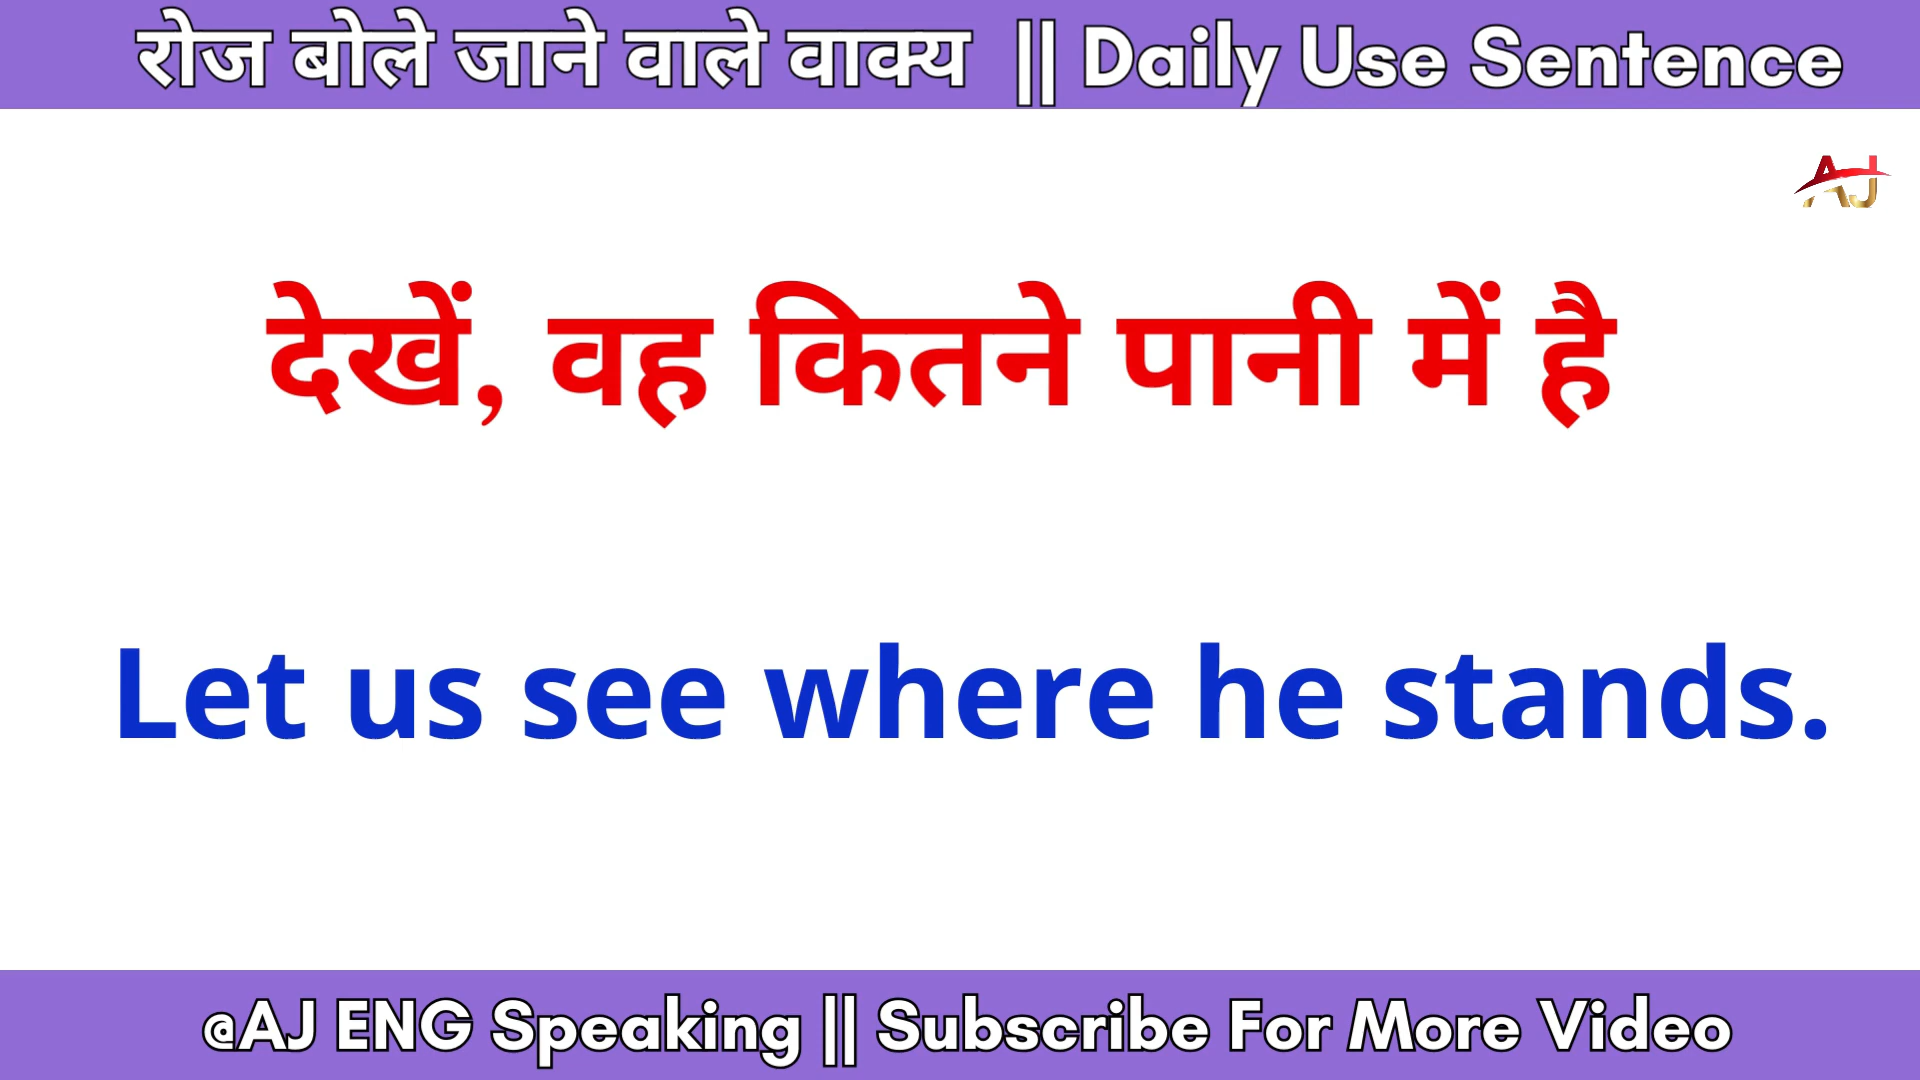 रोज बोले जाने वाले वाक्य || Daily Use Sentence
AJ
देखें, वह कितने पानी में है
Let us see where he stands.
@AJ ENG Speaking || Subscribe For More Video